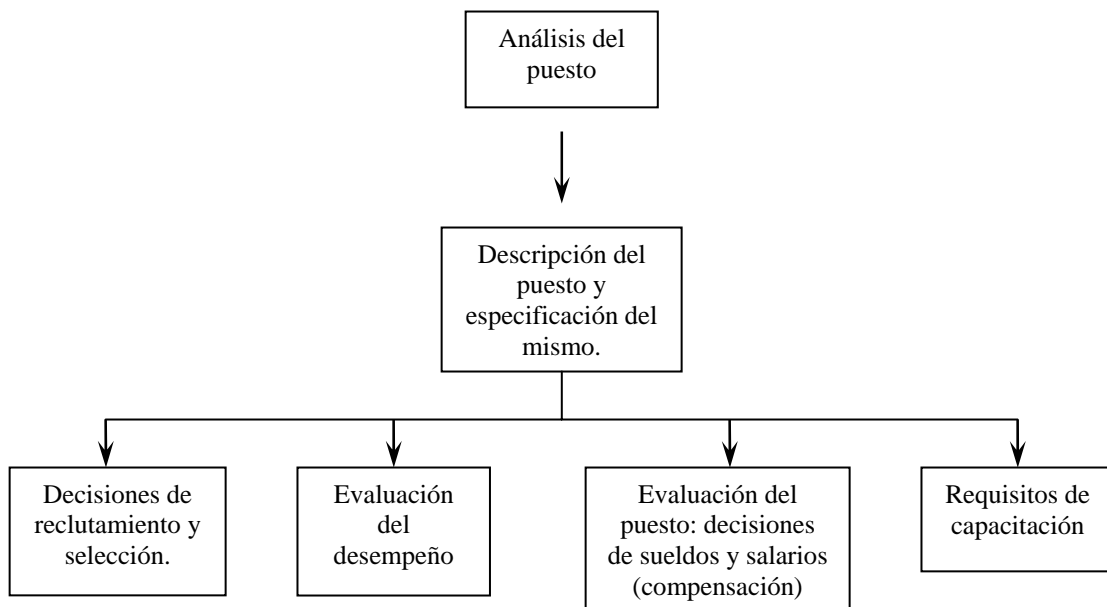 Análisis del
puesto
Descripción del
puesto y
especificación del
mismo.
Decisiones de
reclutamiento y
selección.
Evaluación
del
desempeño
Evaluación del
puesto: decisiones
de sueldos y salarios
(compensación)
Requisitos de
capacitación